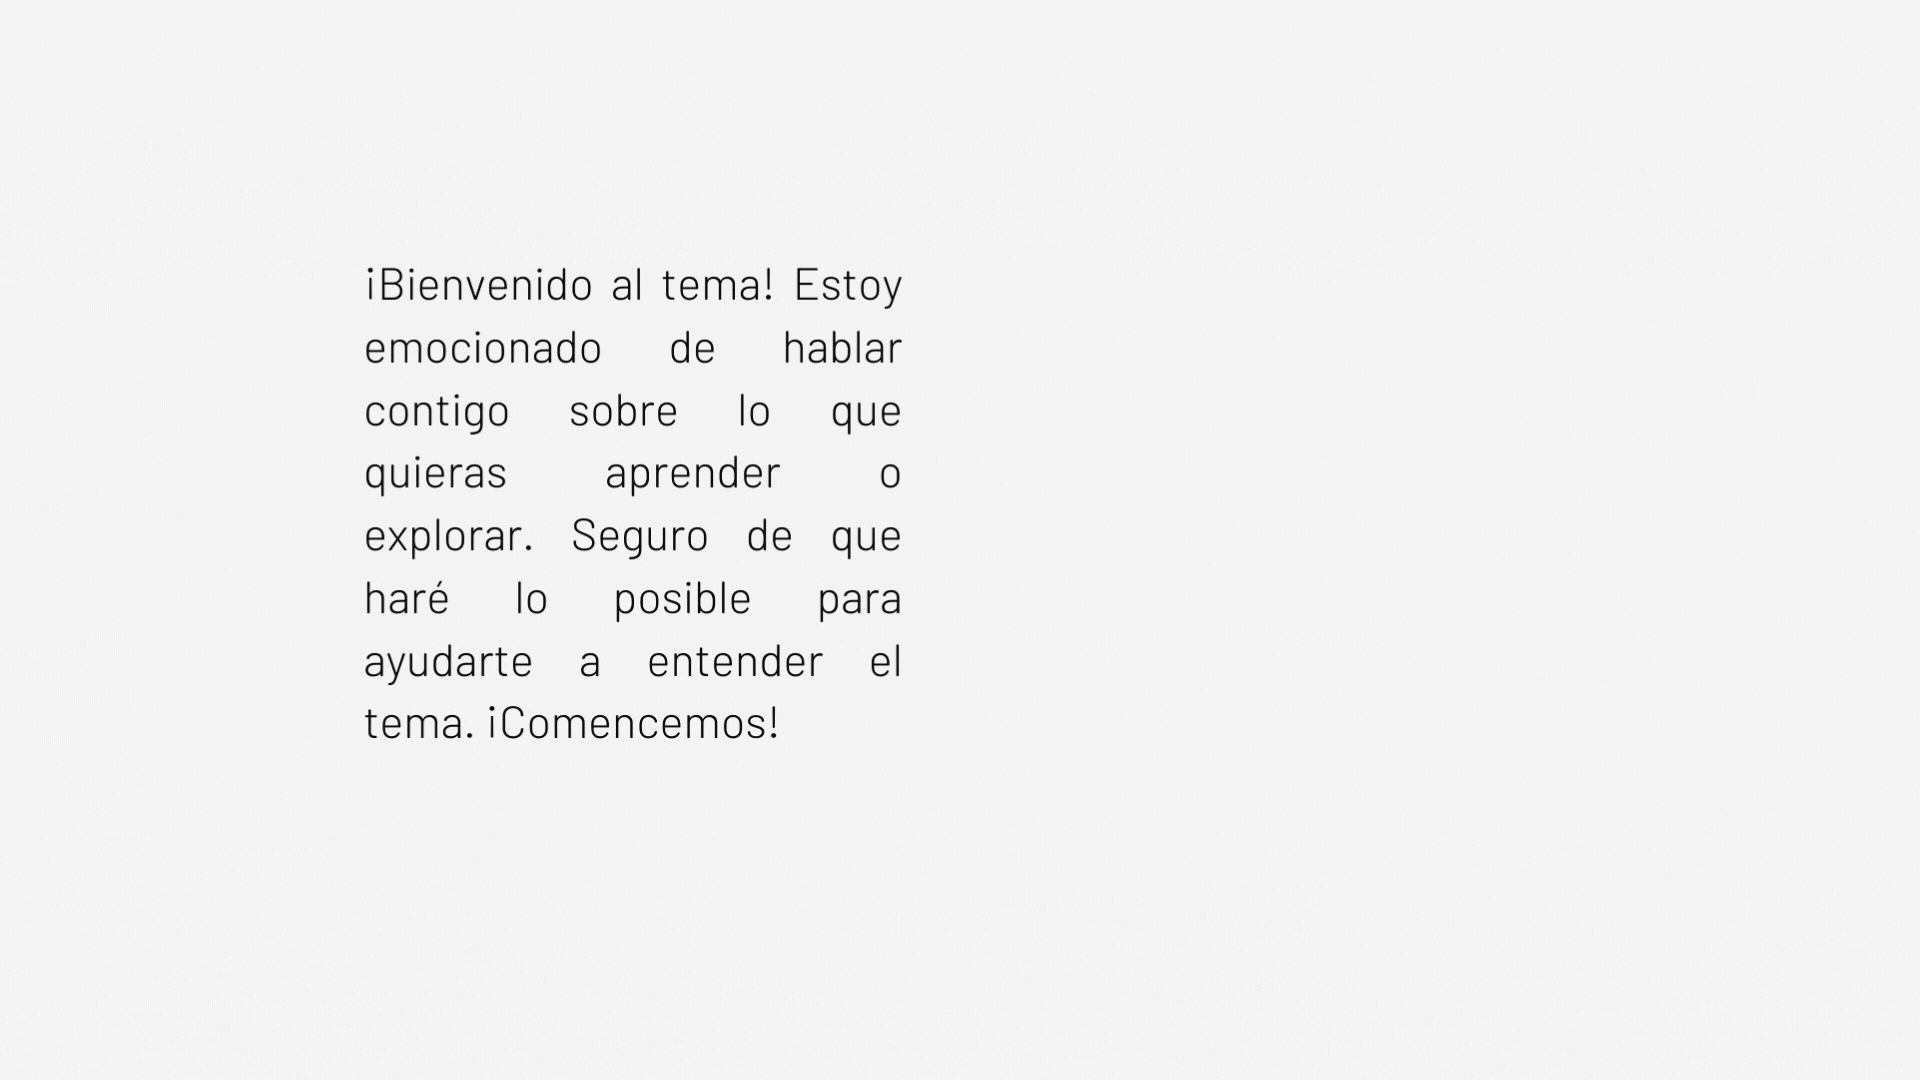 ¡Bienvenido al tema! Estoy
emocionado de hablar
contigo sobre lo que
quieras aprender o
explorar. Seguro de que
haré lo posible para
ayudarte a entender el
tema. ¡Comencemos!